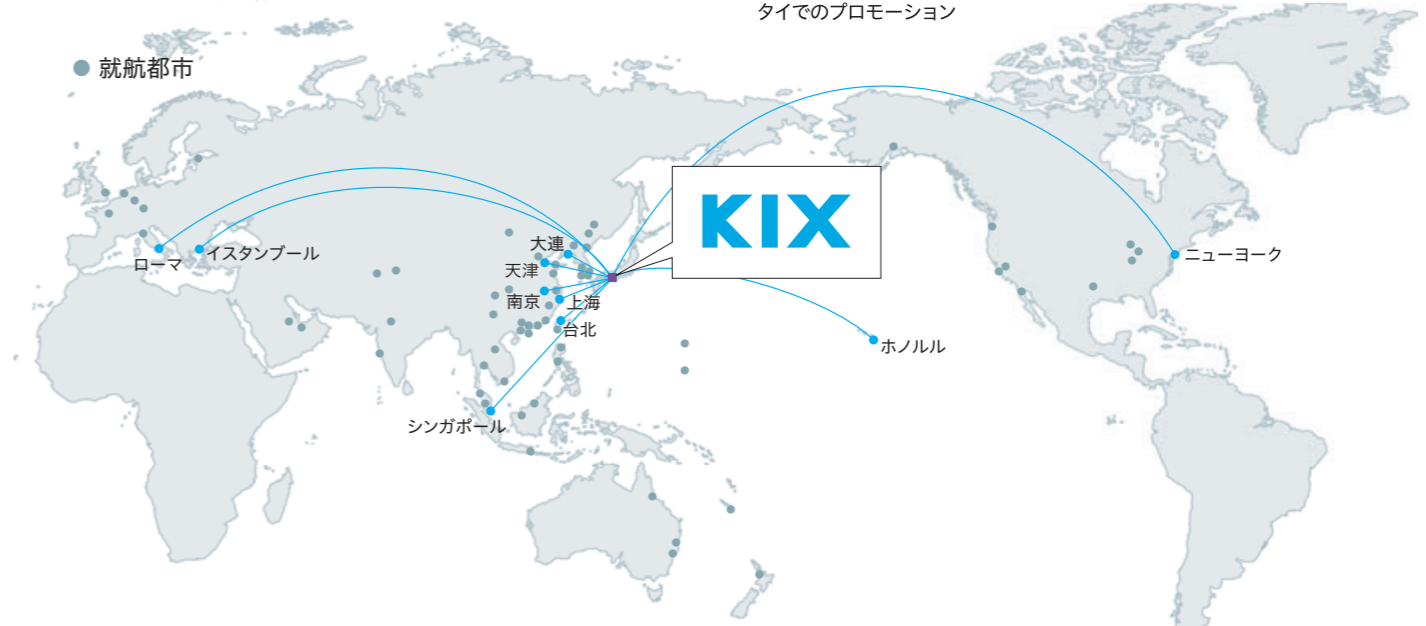 タイでのプロモーション
就航都市
KIX
大連
イスタンブール
ローマ
天津
ニューヨーク
南京
上海
台北
ホノルル
シンガポール